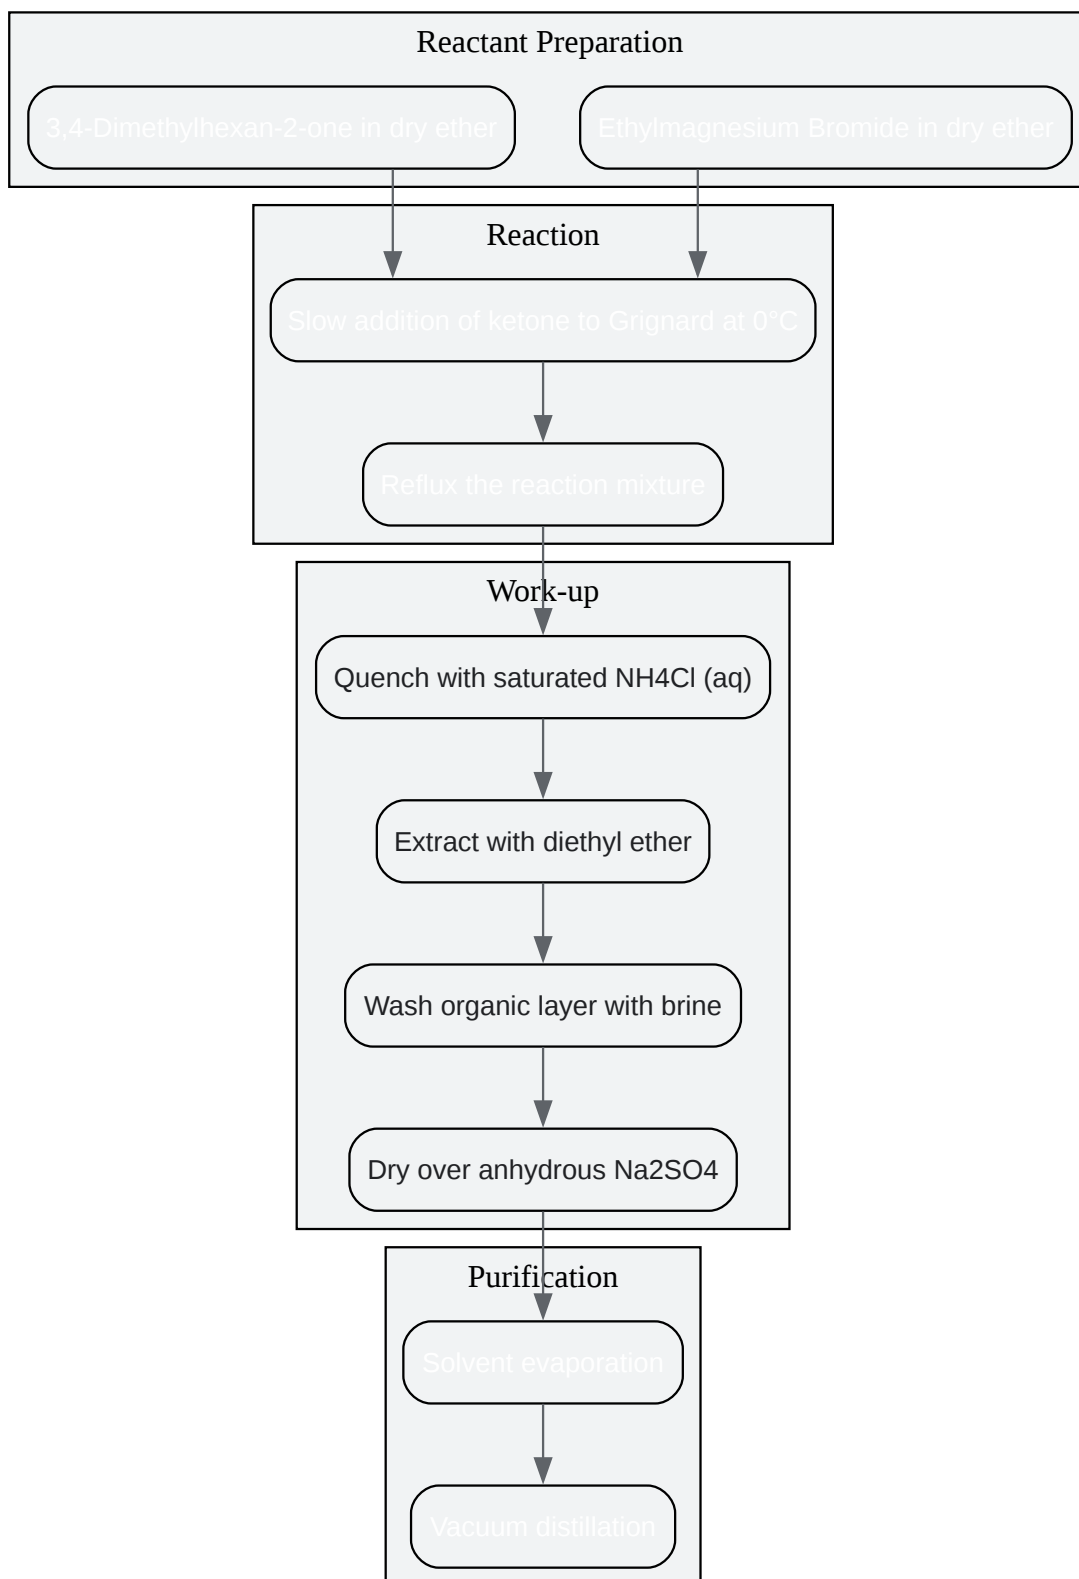 Reactant Preparation
3,4-Dimethylhexan-2-one in dry ether
Ethylmagnesium Bromide in dry ether
Reaction
Slow addition of ketone to Grignard at 0°C
Reflux the reaction mixture
Work-up
Quench with saturated NH4Cl (aq)
Extract with diethyl ether
Wash organic layer with brine
Dry over anhydrous Na2SO4
Purification
Solvent evaporation
Vacuum distillation